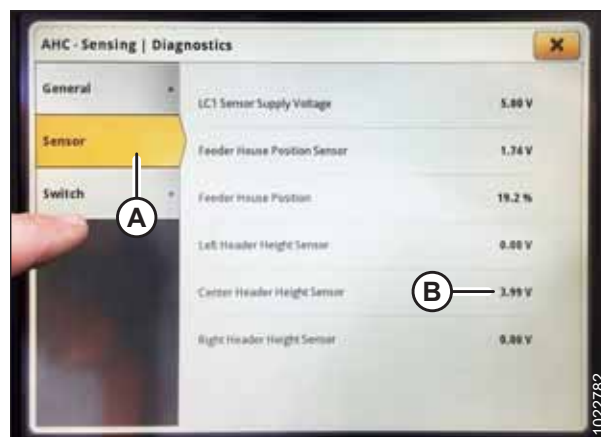 AHC - Sensing | Diagnostics
General
LC1 Sensor Supply Voltage 5.00 V
Sensor
Feeder House Position Sensor 1.74 V
Switch
Feeder House Position 19.2 %
A
Left Header Height Sensor 0.00 V
Center Header Height Sensor B 3.99 V
Right Header Height Sensor 0.00 V
1022782